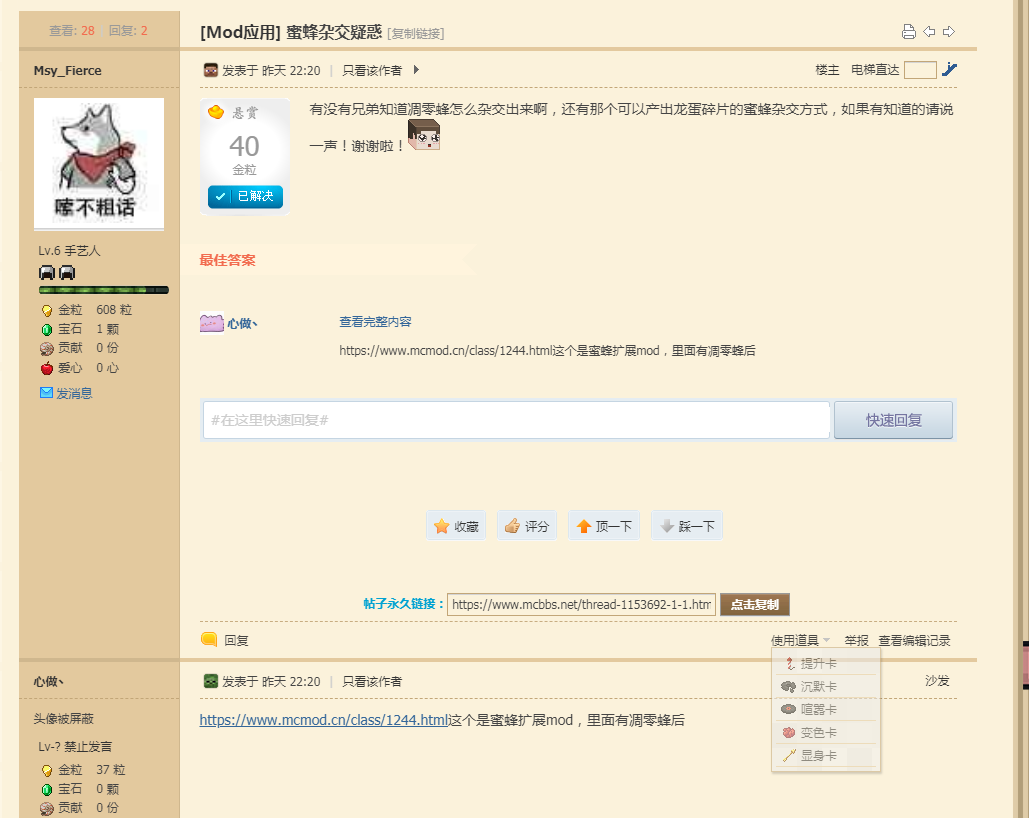 查看: 28 回复: 2
[Mod应用] 蜜蜂杂交疑惑 [复制链接]
Msy_Fierce
发表于 昨天 22:20 | 只看该作者
楼主 电梯直达
悬赏
40
金粒
已解决
有没有兄弟知道凋零蜂怎么杂交出来啊，还有那个可以产出龙蛋碎片的蜜蜂杂交方式，如果有知道的请说
一声！谢谢啦！
嗦不粗话
Lv.6 手艺人
金粒 608 粒
宝石 1 颗
贡献 0 份
爱心 0 心
发消息
最佳答案
心做丶
查看完整内容
https://www.mcmod.cn/class/1244.html这个是蜜蜂扩展mod，里面有凋零蜂后
#在这里快速回复#
快速回复
收藏
评分
顶一下
踩一下
帖子永久链接：
https://www.mcbbs.net/thread-1153692-1-1.htm
点击复制
回复
使用道具
举报
查看编辑记录
提升卡
沉默卡
喧嚣卡
变色卡
显身卡
心做丶
发表于 昨天 22:20 | 只看该作者
沙发
头像被屏蔽
Lv-? 禁止发言
金粒 37 粒
宝石 0 颗
贡献 0 份
https://www.mcmod.cn/class/1244.html这个是蜜蜂扩展mod，里面有凋零蜂后